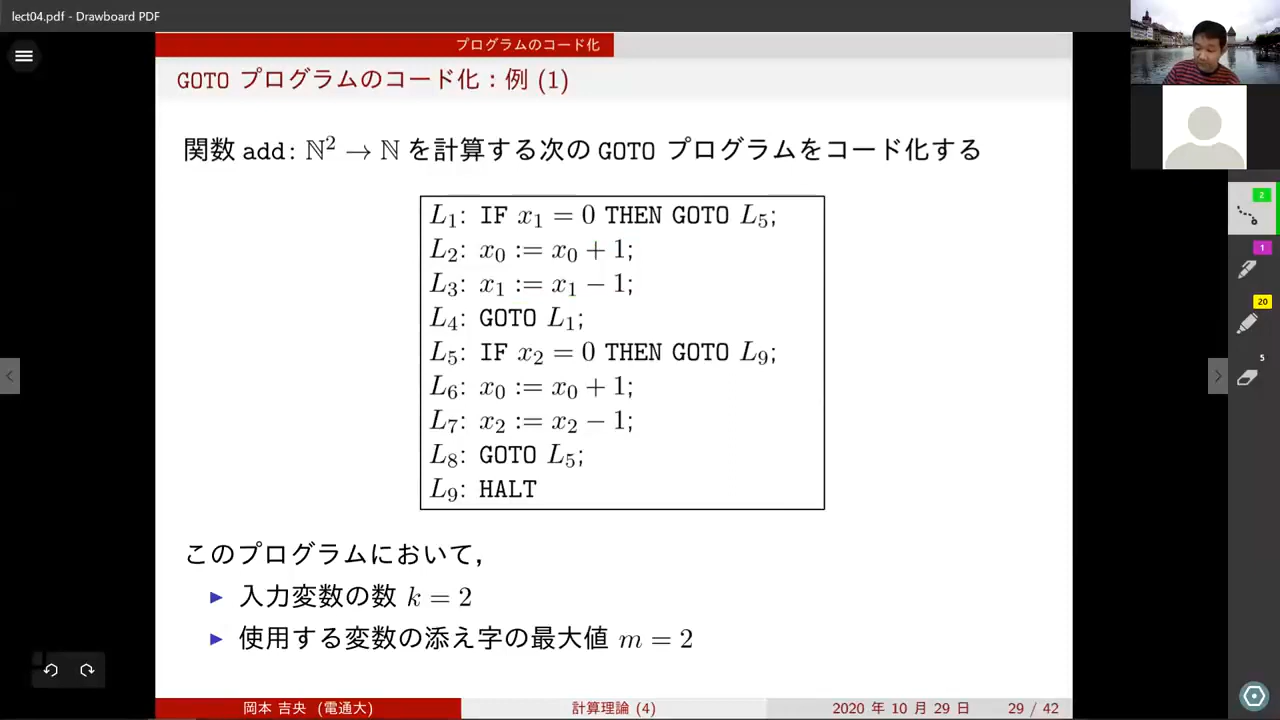 lect04.pdf - Drawboard PDF
プログラムのコード化
GOTO プログラムのコード化：例 (1)
関数 add: ℕ² → ℕ を計算する次の GOTO プログラムをコード化する
L₁: IF x₁ = 0 THEN GOTO L₅;
L₂: x₀ := x₀ + 1;
L₃: x₁ := x₁ − 1;
L₄: GOTO L₁;
L₅: IF x₂ = 0 THEN GOTO L₉;
L₆: x₀ := x₀ + 1;
L₇: x₂ := x₂ − 1;
L₈: GOTO L₅;
L₉: HALT
このプログラムにおいて，
▶ 入力変数の数 k = 2
▶ 使用する変数の添え字の最大値 m = 2
岡本 吉央 (電通大)
計算理論 (4)
2020 年 10 月 29 日
29 / 42
2
1
20
5